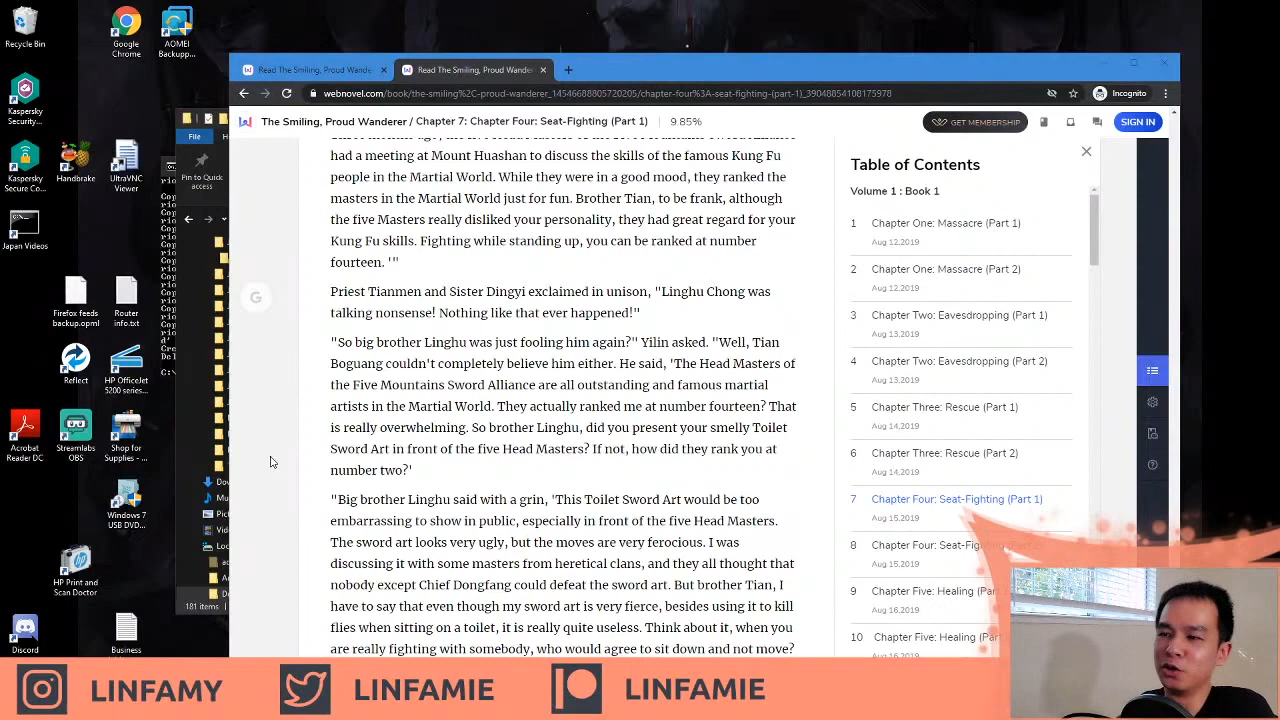 Recycle Bin
Google Chrome
AOMEI Backupp...
Kaspersky Security...
Kaspersky Secure Co...
Handbrake
UltraVNC Viewer
Japan Videos
Firefox feeds backup.opml
Router info.txt
Reflect
HP OfficeJet 5200 series...
Acrobat Reader DC
Streamlabs OBS
Shop for Supplies - ...
Windows 7 USB DVD...
HP Print and Scan Doctor
Discord
Business
File
Pin to Quick access
181 items
Read The Smiling, Proud Wande
Read The Smiling, Proud Wande
webnovel.com/book/the-smiling%2C-proud-wanderer_14546688805720205/chapter-four%3A-seat-fighting-(part-1)_39048854108175978
Incognito
The Smiling, Proud Wanderer / Chapter 7: Chapter Four: Seat-Fighting (Part 1)
9.85%
GET MEMBERSHIP
SIGN IN
had a meeting at Mount Huashan to discuss the skills of the famous Kung Fu
people in the Martial World. While they were in a good mood, they ranked the
masters in the Martial World just for fun. Brother Tian, to be frank, although
the five Masters really disliked your personality, they had great regard for your
Kung Fu skills. Fighting while standing up, you can be ranked at number
fourteen. '"
Priest Tianmen and Sister Dingyi exclaimed in unison, "Linghu Chong was
talking nonsense! Nothing like that ever happened!"
"So big brother Linghu was just fooling him again?" Yilin asked. "Well, Tian
Boguang couldn't completely believe him either. He said, 'The Head Masters of
the Five Mountains Sword Alliance are all outstanding and famous martial
artists in the Martial World. They actually ranked me at number fourteen? That
is really overwhelming. So brother Linghu, did you present your smelly Toilet
Sword Art in front of the five Head Masters? If not, how did they rank you at
number two?'
"Big brother Linghu said with a grin, 'This Toilet Sword Art would be too
embarrassing to show in public, especially in front of the five Head Masters.
The sword art looks very ugly, but the moves are very ferocious. I was
discussing it with some masters from heretical clans, and they all thought that
nobody except Chief Dongfang could defeat the sword art. But brother Tian, I
have to say that even though my sword art is very fierce, besides using it to kill
flies when sitting on a toilet, it is really quite useless. Think about it, when you
are really fighting with somebody, who would agree to sit down and not move?
Table of Contents
Volume 1 : Book 1
1 Chapter One: Massacre (Part 1)
Aug 12,2019
2 Chapter One: Massacre (Part 2)
Aug 12,2019
3 Chapter Two: Eavesdropping (Part 1)
Aug 13,2019
4 Chapter Two: Eavesdropping (Part 2)
Aug 13,2019
5 Chapter Three: Rescue (Part 1)
Aug 14,2019
6 Chapter Three: Rescue (Part 2)
Aug 14,2019
7 Chapter Four: Seat-Fighting (Part 1)
Aug 15,2019
8 Chapter Four: Seat-Fighting
Aug 15,2019
9 Chapter Five: Healing (Par
Aug 16,2019
10 Chapter Five: Healing (Par
Aug 16,2019
LINFAMY
LINFAMIE
LINFAMIE